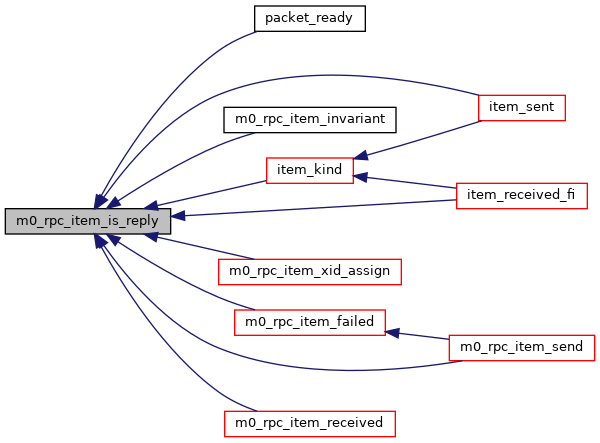 packet_ready
item_sent
m0_rpc_item_invariant
item_kind
item_received_fi
m0_rpc_item_is_reply
m0_rpc_item_xid_assign
m0_rpc_item_failed
m0_rpc_item_send
m0_rpc_item_received